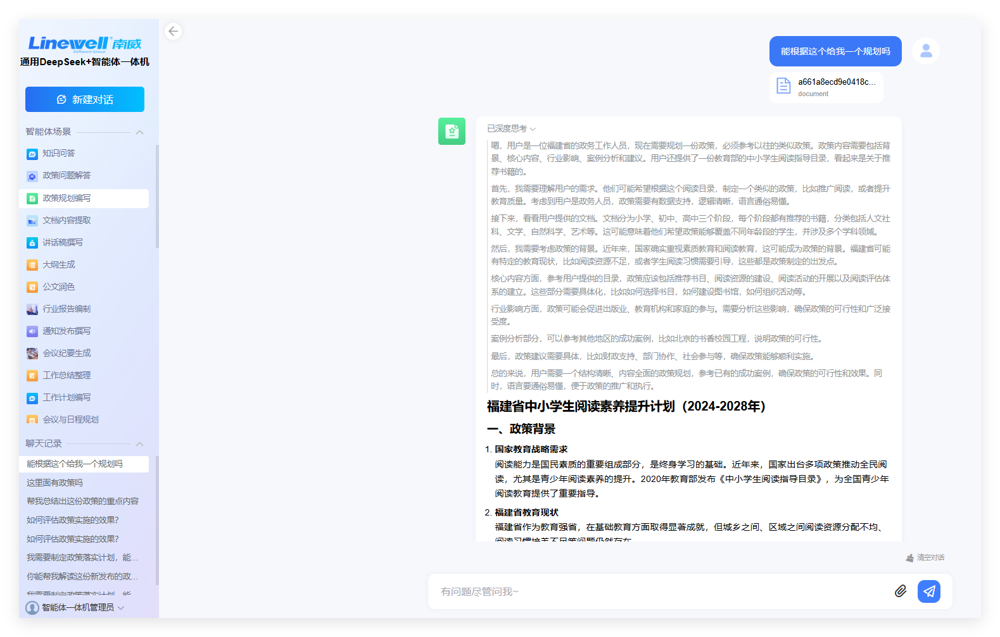 Linewell®南威
Software Group
通用DeepSeek+智能体一体机
新建对话
智能体场景
知识问答
政策问题解答
政策规划编写
文档内容提取
讲话稿撰写
大纲生成
公文润色
行业报告编制
通知发布撰写
会议纪要生成
工作总结整理
工作计划编写
会议与日程规划
聊天记录
能根据这个给我一个规划吗
这里面有政策吗
帮我总结出这份政策的重点内容
如何评估政策实施的效果?
如何评估政策实施的效果?
我需要制定政策落实计划，能...
你能帮我解读这份新发布的政...
我需要制定政策落实计划，能...
智能体一体机管理员
能根据这个给我一个规划吗
a661a8ecd9e0418c...
document
已深度思考
嗯，用户是一位福建省的政务工作人员，现在需要规划一份政策，必须参考以往的类似政策。政策内容需要包括背
景、核心内容、行业影响、案例分析和建议。用户还提供了一份教育部的中小学生阅读指导目录，看起来是关于推
荐书籍的。
首先，我需要理解用户的需求。他们可能希望根据这个阅读目录，制定一个类似的政策，比如推广阅读，或者提升
教育质量。考虑到用户是政务人员，政策需要有数据支持，逻辑清晰，语言通俗易懂。
接下来，看看用户提供的文档。文档分为小学、初中、高中三个阶段，每个阶段都有推荐的书籍，分类包括人文社
科、文学、自然科学、艺术等。这可能意味着他们希望政策能够覆盖不同年龄段的学生，并涉及多个学科领域。
然后，我需要考虑政策的背景。近年来，国家确实重视素质教育和阅读教育，这可能成为政策的背景。福建省可能
有特定的教育现状，比如阅读资源不足，或者学生阅读习惯需要引导，这些都是政策制定的出发点。
核心内容方面，参考用户提供的目录，政策应该包括推荐书目、阅读资源的建设、阅读活动的开展以及阅读评估体
系的建立。这些部分需要具体化，比如如何选择书目，如何建设图书馆，如何组织活动等。
行业影响方面，政策可能会促进出版业、教育机构和家庭的参与。需要分析这些影响，确保政策的可行性和广泛接
受度。
案例分析部分，可以参考其他地区的成功案例，比如北京的书香校园工程，说明政策的可行性。
最后，政策建议需要具体，比如财政支持、部门协作、社会参与等，确保政策能够顺利实施。
总的来说，用户需要一个结构清晰、内容全面的政策规划，参考已有的成功案例，确保政策的可行性和效果。同
时，语言要通俗易懂，便于政策的推广和执行。
福建省中小学生阅读素养提升计划（2024-2028年）
一、政策背景
1. 国家教育战略需求
阅读能力是国民素质的重要组成部分，是终身学习的基础。近年来，国家出台多项政策推动全民阅
读，尤其是青少年阅读素养的提升。2020年教育部发布《中小学生阅读指导目录》，为全国青少年
阅读教育提供了重要指导。
2. 福建省教育现状
福建省作为教育强省，在基础教育方面取得显著成就，但城乡之间、区域之间阅读资源分配不均、
阅读习惯培养不足等问题仍然存在
清空对话
有问题尽管问我~